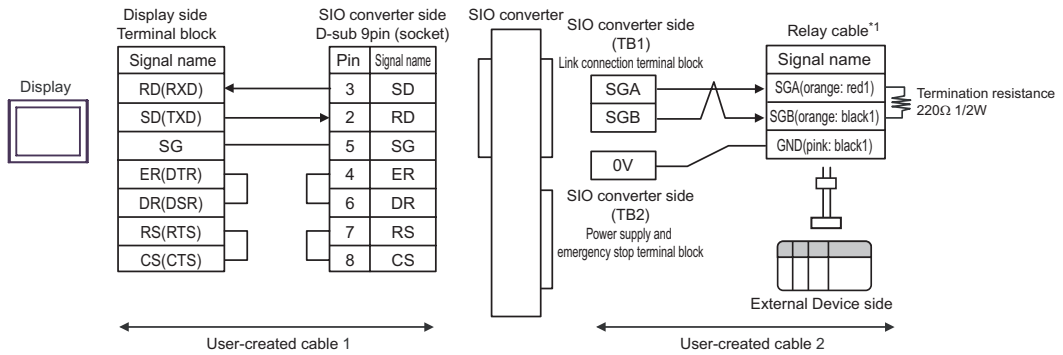 Display
Display side
Terminal block
Signal name
RD(RXD)
SD(TXD)
SG
ER(DTR)
DR(DSR)
RS(RTS)
CS(CTS)
SIO converter side
D-sub 9pin (socket)
Pin Signal name
3 SD
2 RD
5 SG
4 ER
6 DR
7 RS
8 CS
User-created cable 1
SIO converter
SIO converter side
(TB1)
Link connection terminal block
SGA
SGB
0V
SIO converter side
(TB2)
Power supply and
emergency stop terminal block
Relay cable*1
Signal name
SGA(orange: red1)
SGB(orange: black1)
GND(pink: black1)
Termination resistance
220Ω 1/2W
External Device side
User-created cable 2